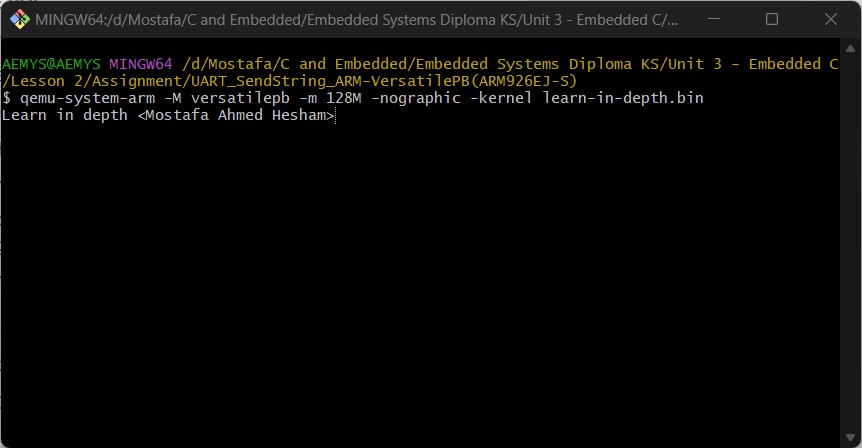 MINGW64:/d/Mostafa/C and Embedded/Embedded Systems Diploma KS/Unit 3 - Embedded C/...
AEMYS@AEMYS MINGW64 /d/Mostafa/C and Embedded/Embedded Systems Diploma KS/Unit 3 - Embedded C
/Lesson 2/Assignment/UART_SendString_ARM-VersatilePB(ARM926EJ-S)
$ qemu-system-arm -M versatilepb -m 128M -nographic -kernel learn-in-depth.bin
Learn in depth <Mostafa Ahmed Hesham>